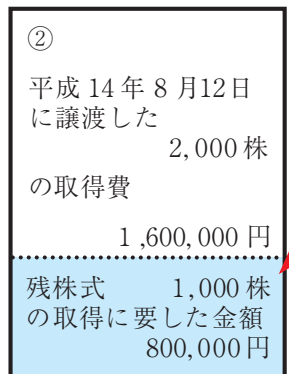 ②
平成 14 年 8 月12日
に譲渡した
2,000 株
の取得費
1,600,000 円
残株式 1,000 株
の取得に要した金額
800,000円